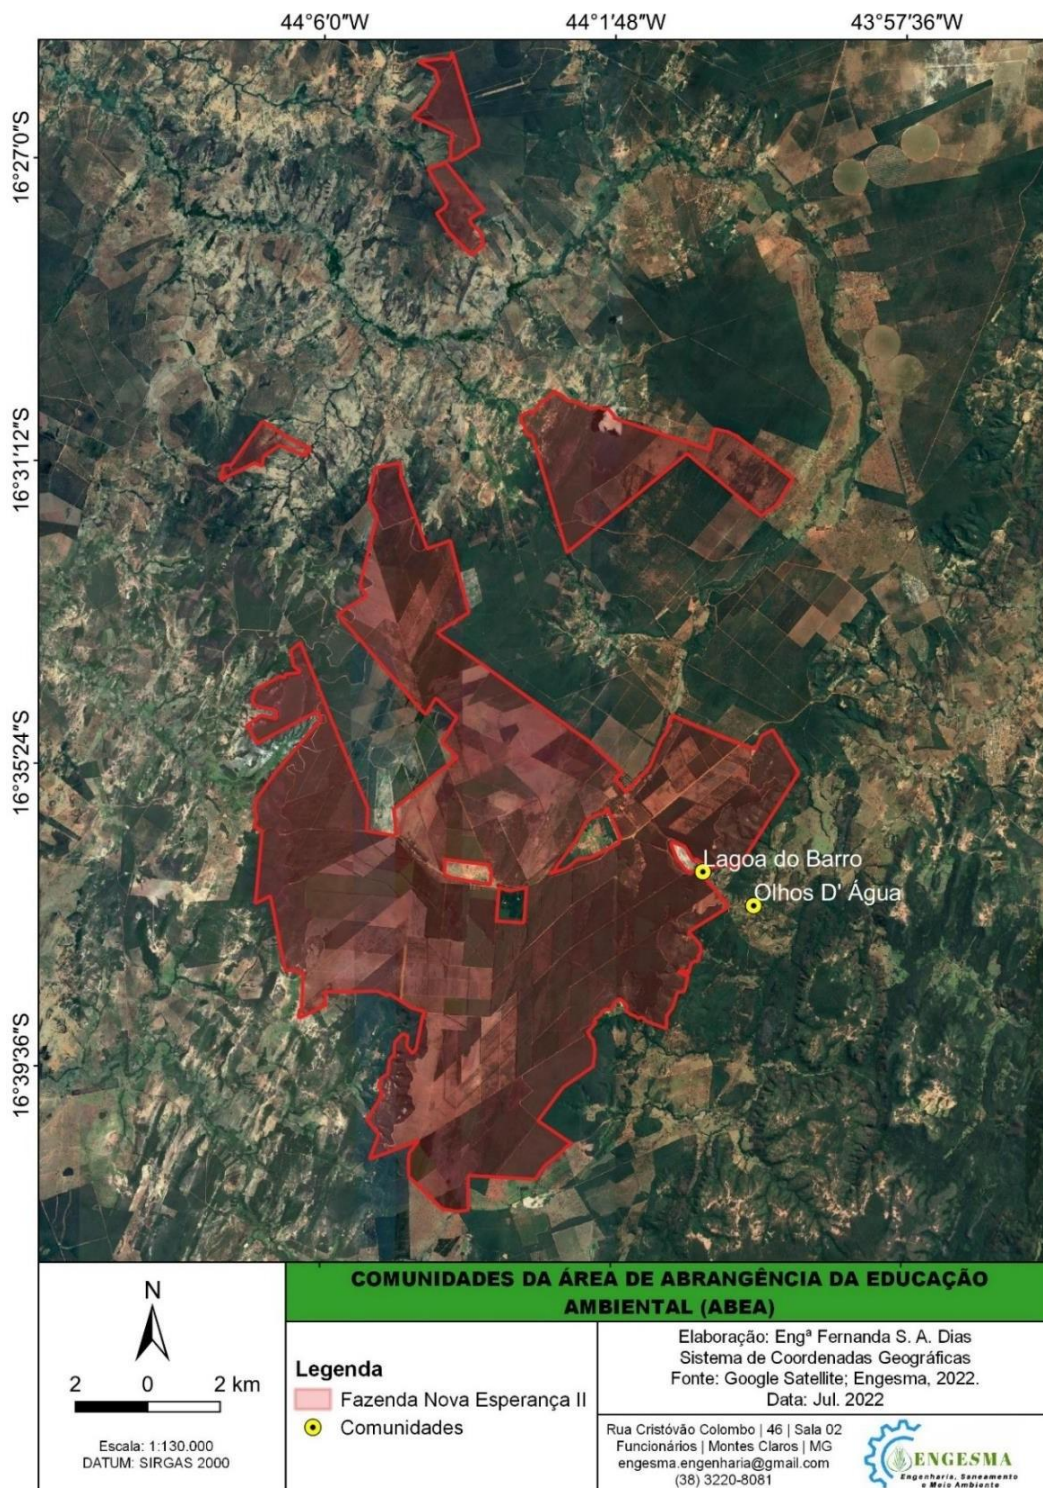 44°6'0"W
44°1'48"W
43°57'36"W
16°27'0"S
16°31'12"S
16°35'24"S
16°39'36"S
Lagoa do Barro
Olhos D' Água
COMUNIDADES DA ÁREA DE ABRANGÊNCIA DA EDUCAÇÃO
AMBIENTAL (ABEA)
N
2 0 2 km
Escala: 1:130.000
DATUM: SIRGAS 2000
Legenda
Fazenda Nova Esperança II
Comunidades
Elaboração: Engª Fernanda S. A. Dias
Sistema de Coordenadas Geográficas
Fonte: Google Satellite; Engesma, 2022.
Data: Jul. 2022
Rua Cristóvão Colombo | 46 | Sala 02
Funcionários | Montes Claros | MG
engesma.engenharia@gmail.com
(38) 3220-8081
ENGESMA
Engenharia, Saneamento
e Meio Ambiente